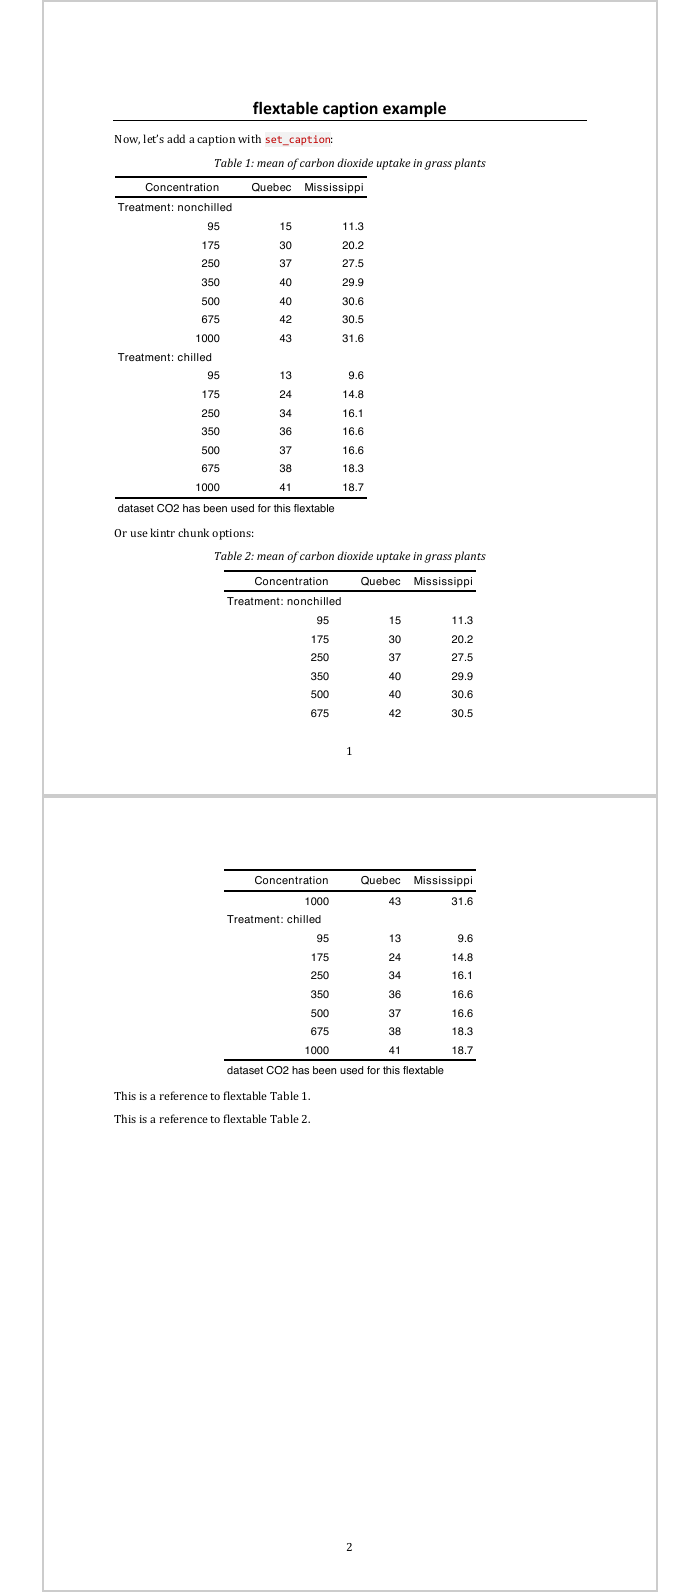 flextable caption example
Now, let’s add a caption with set_caption:
Table 1: mean of carbon dioxide uptake in grass plants
Concentration Quebec Mississippi
Treatment: nonchilled
95 15 11.3
175 30 20.2
250 37 27.5
350 40 29.9
500 40 30.6
675 42 30.5
1000 43 31.6
Treatment: chilled
95 13 9.6
175 24 14.8
250 34 16.1
350 36 16.6
500 37 16.6
675 38 18.3
1000 41 18.7
dataset CO2 has been used for this flextable
Or use kintr chunk options:
Table 2: mean of carbon dioxide uptake in grass plants
Concentration Quebec Mississippi
Treatment: nonchilled
95 15 11.3
175 30 20.2
250 37 27.5
350 40 29.9
500 40 30.6
675 42 30.5
1
Concentration Quebec Mississippi
1000 43 31.6
Treatment: chilled
95 13 9.6
175 24 14.8
250 34 16.1
350 36 16.6
500 37 16.6
675 38 18.3
1000 41 18.7
dataset CO2 has been used for this flextable
This is a reference to flextable Table 1.
This is a reference to flextable Table 2.
2